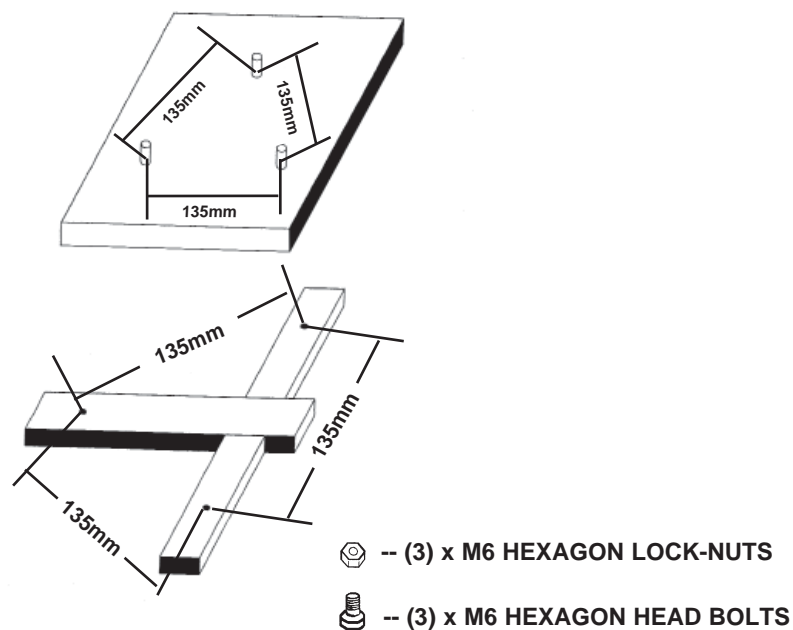 135mm
135mm
135mm
135mm
135mm
135mm
-- (3) x M6 HEXAGON LOCK-NUTS
-- (3) x M6 HEXAGON HEAD BOLTS